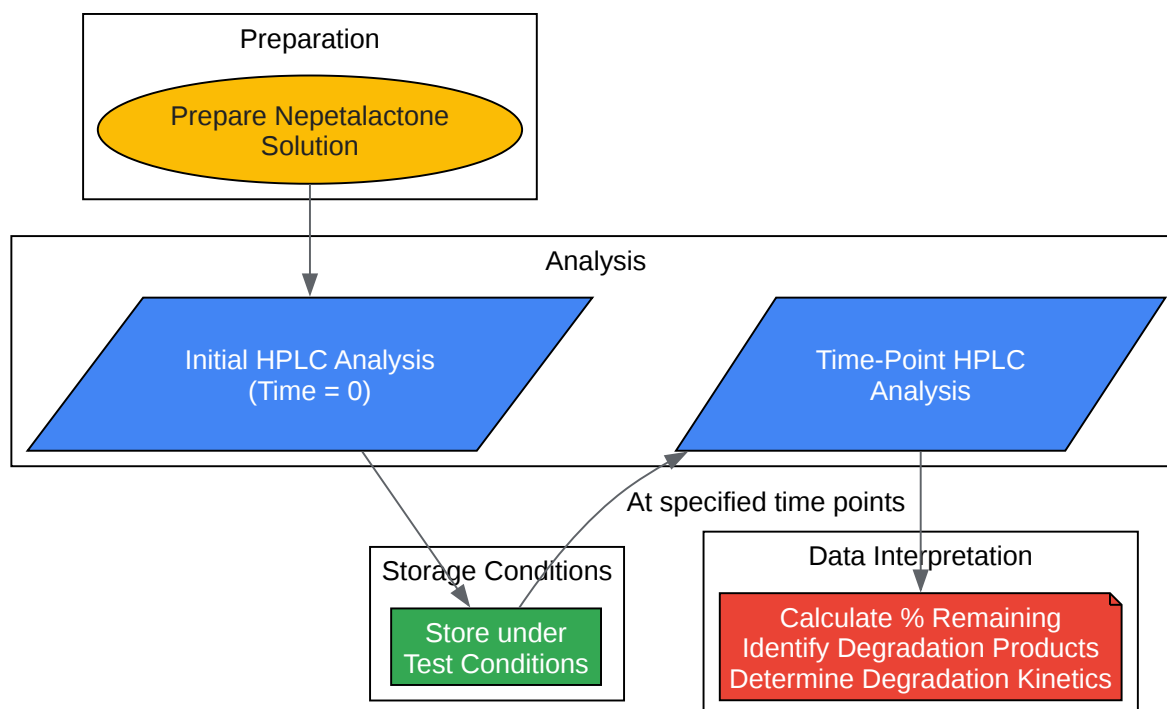 Preparation
Prepare Nepetalactone
Solution
Analysis
Initial HPLC Analysis
(Time = 0)
Time-Point HPLC
Analysis
At specified time points
Storage Conditions
Store under
Test Conditions
Data Interpretation
Calculate % Remaining
Identify Degradation Products
Determine Degradation Kinetics